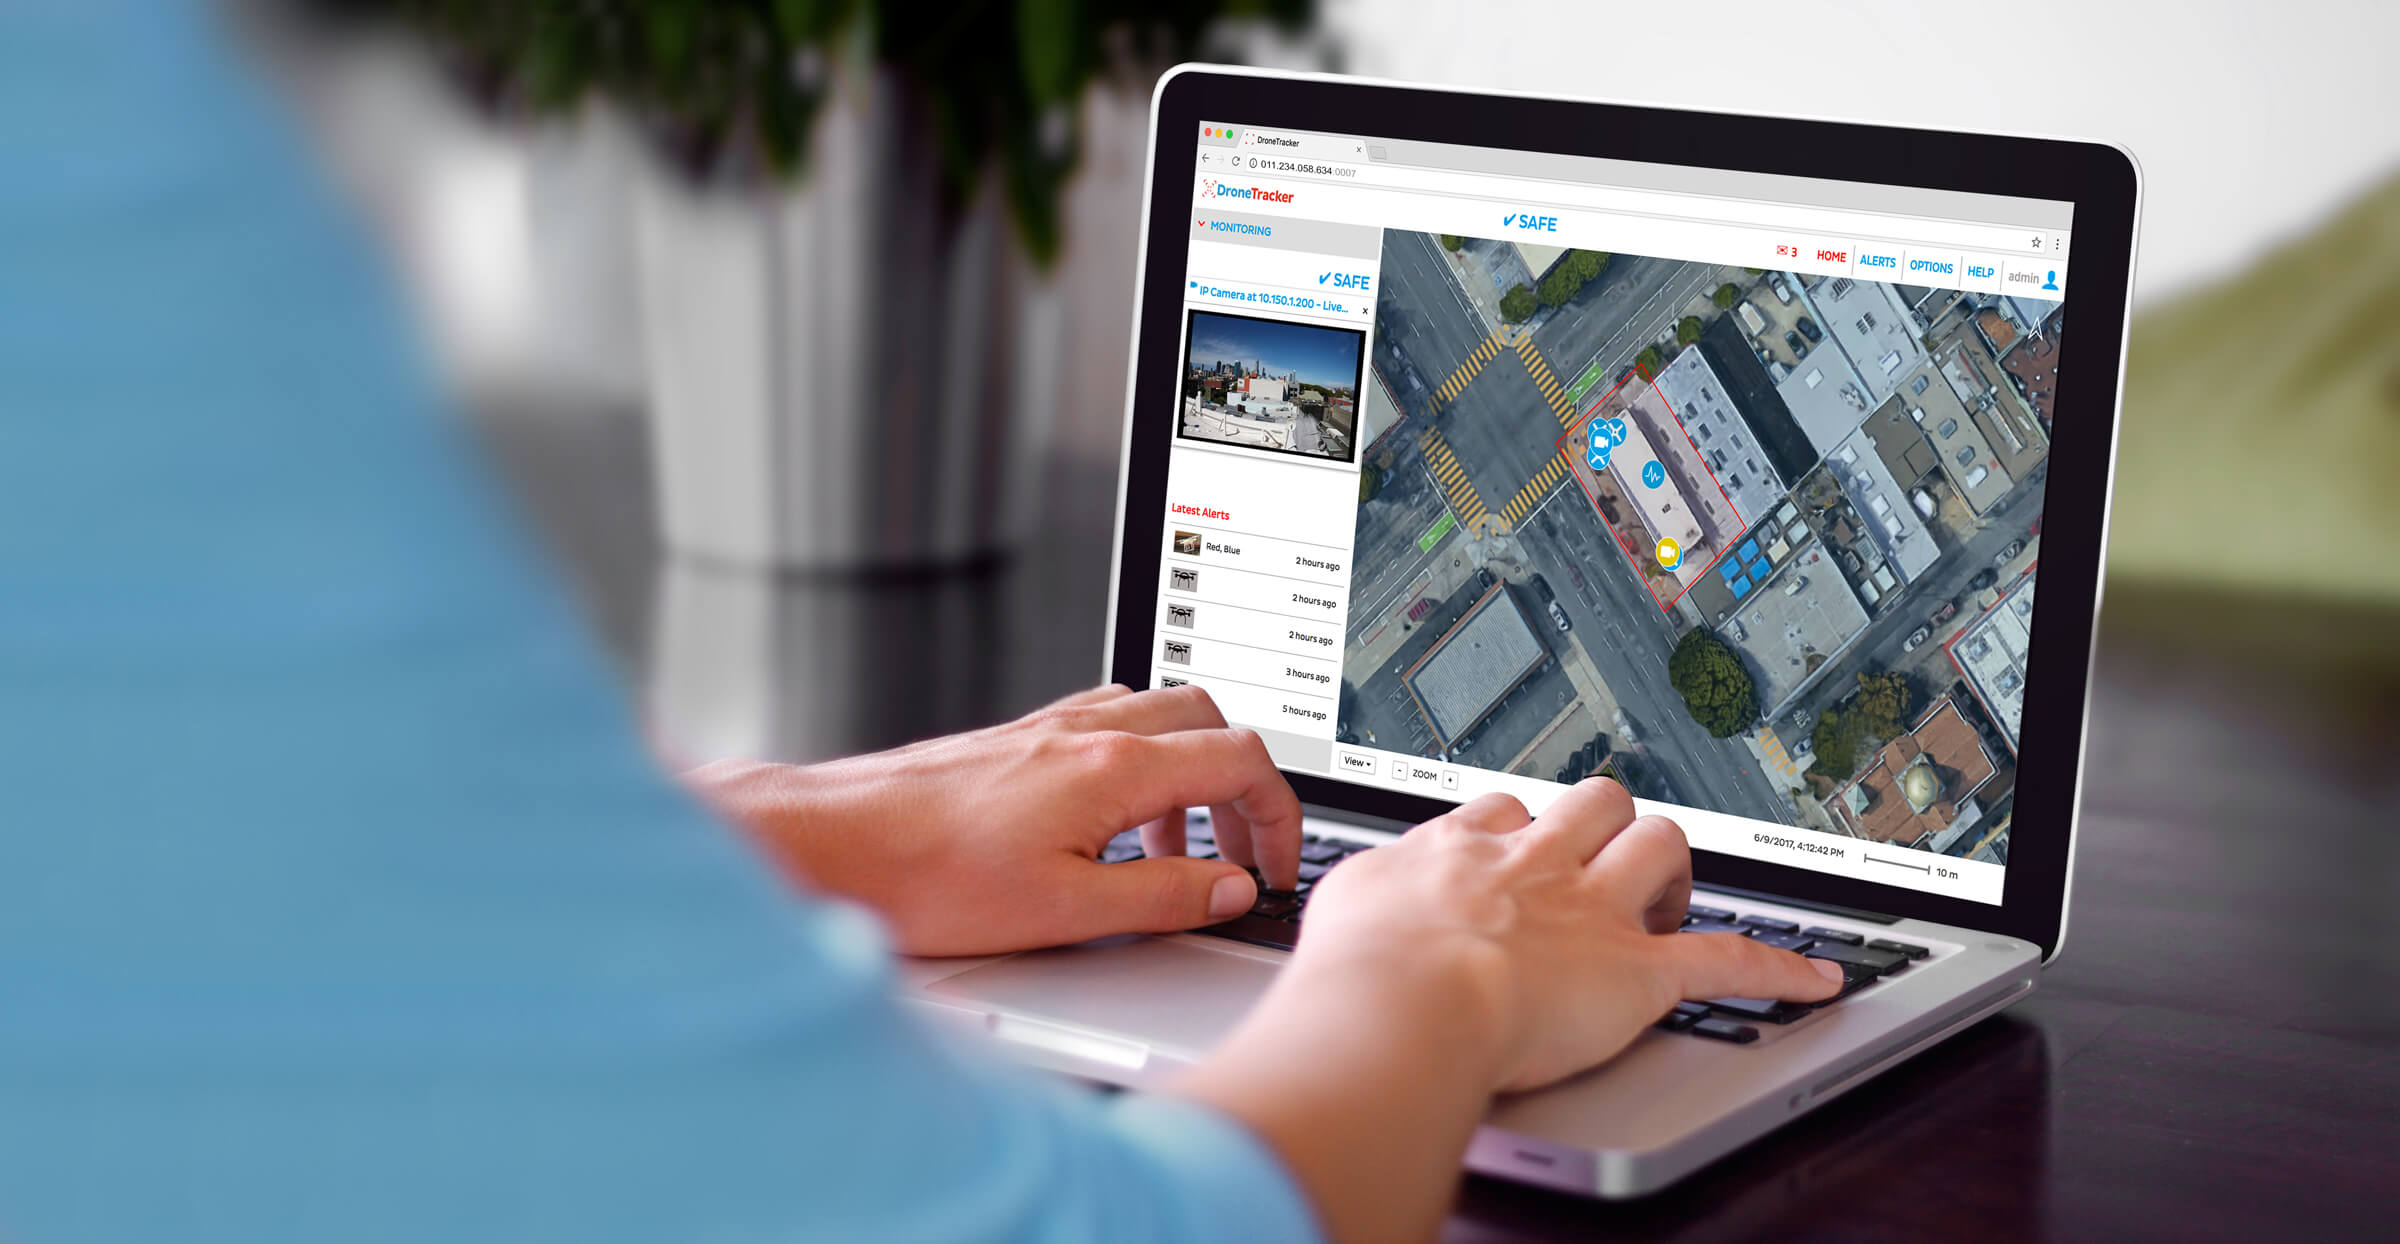 DroneTracker
011.234.058.634:0007
DroneTracker
✔ SAFE
3 HOME ALERTS OPTIONS HELP admin
MONITORING
✔ SAFE
IP Camera at 10.150.1.200 - Live...
Latest Alerts
Red, Blue 2 hours ago
2 hours ago
2 hours ago
3 hours ago
5 hours ago
View - ZOOM +
6/9/2017, 4:12:42 PM 10 m